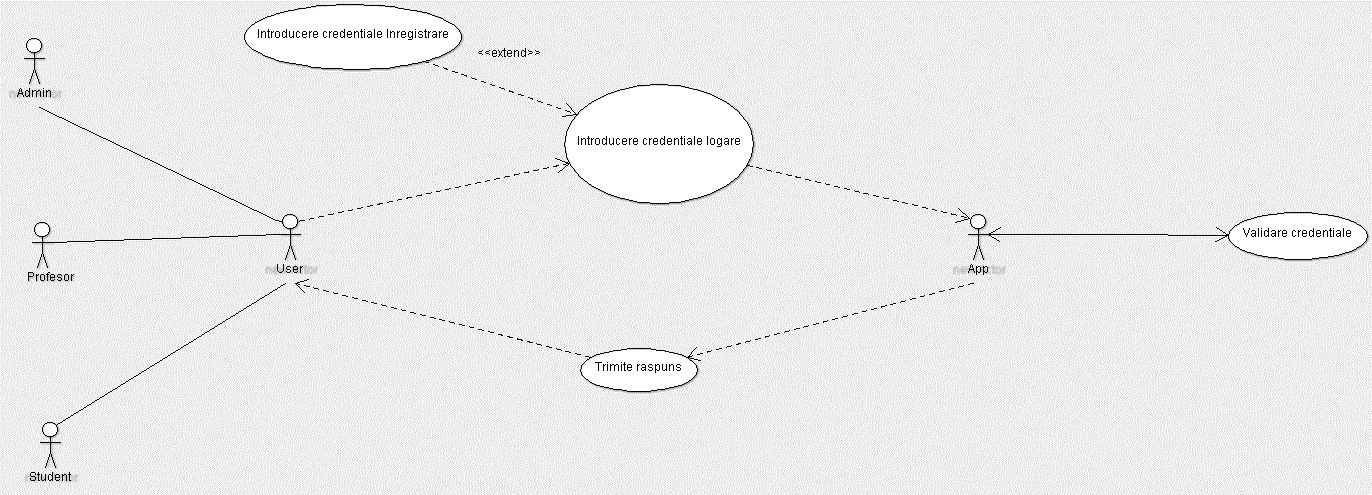 Introducere credentiale Inregistrare
<<extend>>
Admin
Introducere credentiale logare
Profesor
User
App
Validare credentiale
Trimite raspuns
Student